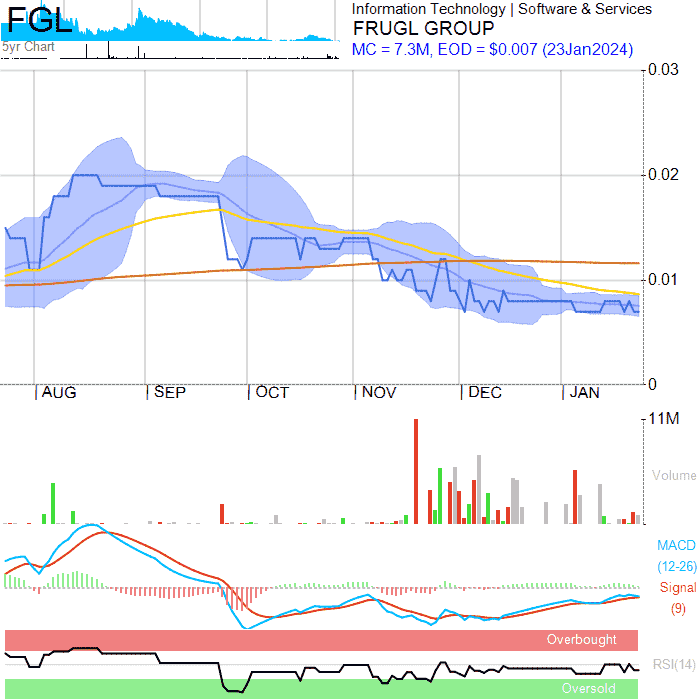 FGL
5yr Chart
Information Technology | Software & Services
FRUGL GROUP
MC = 7.3M, EOD = $0.007 (23Jan2024)
0.03
0.02
0.01
0
AUG SEP OCT NOV DEC JAN
11M
Volume
MACD
(12-26)
Signal
(9)
Overbought
RSI(14)
Oversold